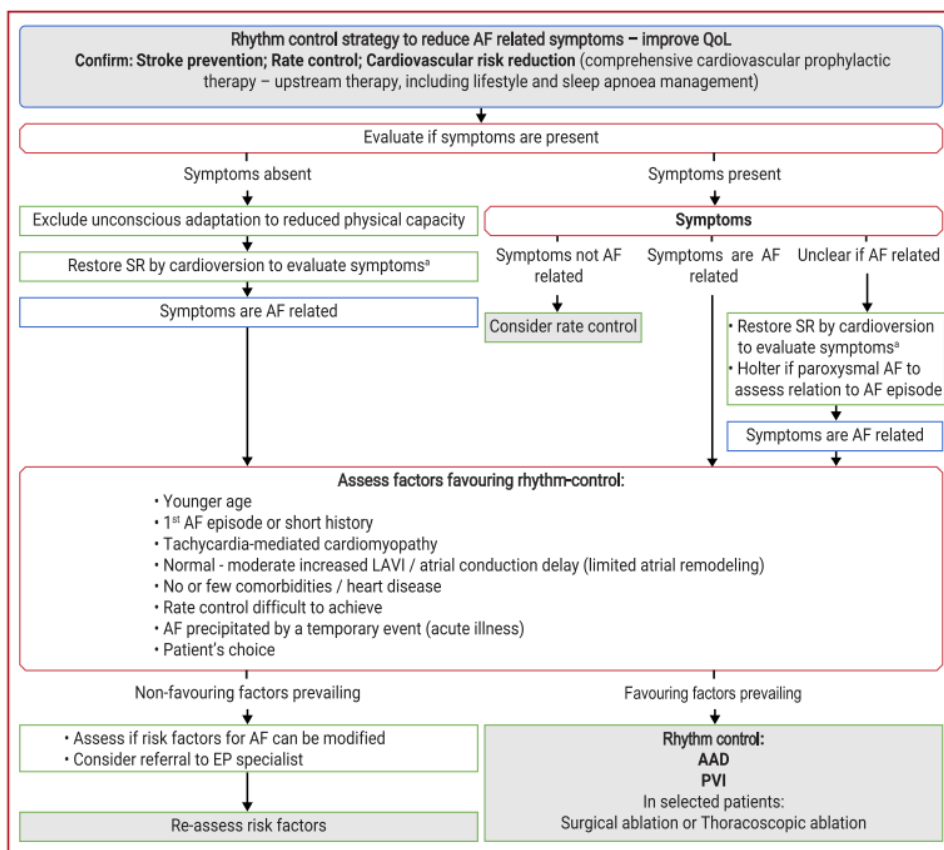 Rhythm control strategy to reduce AF related symptoms – improve QoL
Confirm: Stroke prevention; Rate control; Cardiovascular risk reduction (comprehensive cardiovascular prophylactic
therapy – upstream therapy, including lifestyle and sleep apnoea management)
Evaluate if symptoms are present
Symptoms absent
Symptoms present
Exclude unconscious adaptation to reduced physical capacity
Restore SR by cardioversion to evaluate symptomsᵃ
Symptoms are AF related
Symptoms
Symptoms not AF
related
Symptoms are AF
related
Unclear if AF related
Consider rate control
• Restore SR by cardioversion
to evaluate symptomsᵃ
• Holter if paroxysmal AF to
assess relation to AF episode
Symptoms are AF related
Assess factors favouring rhythm-control:
• Younger age
• 1ˢᵗ AF episode or short history
• Tachycardia-mediated cardiomyopathy
• Normal - moderate increased LAVI / atrial conduction delay (limited atrial remodeling)
• No or few comorbidities / heart disease
• Rate control difficult to achieve
• AF precipitated by a temporary event (acute illness)
• Patient's choice
Non-favouring factors prevailing
Favouring factors prevailing
• Assess if risk factors for AF can be modified
• Consider referral to EP specialist
Re-assess risk factors
Rhythm control:
AAD
PVI
In selected patients:
Surgical ablation or Thoracoscopic ablation